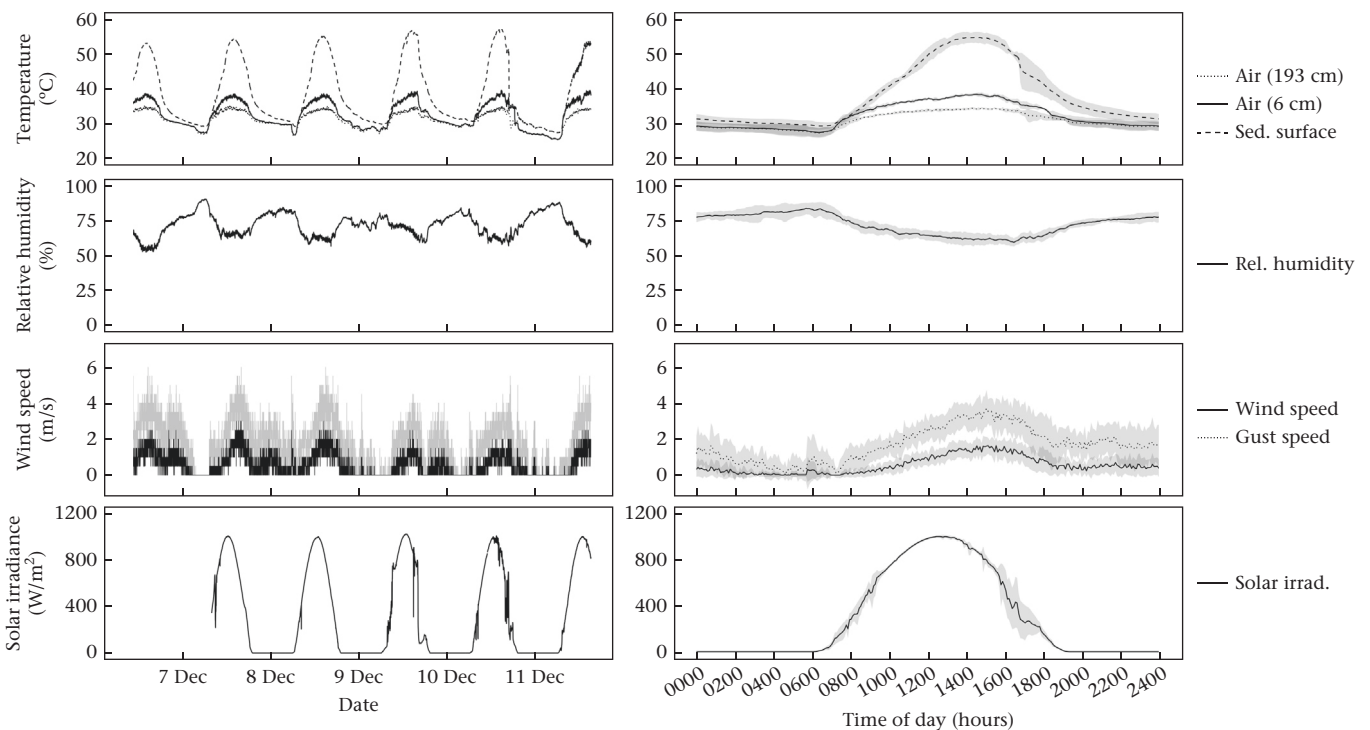 Temperature
(ºC)
60
50
40
30
20
60
50
40
30
20
Air (193 cm)
Air (6 cm)
Sed. surface
Relative humidity
(%)
100
75
50
25
0
100
75
50
25
0
Rel. humidity
Wind speed
(m/s)
6
4
2
0
6
4
2
0
Wind speed
Gust speed
Solar irradiance
(W/m²)
1200
800
400
0
1200
800
400
0
Solar irrad.
7 Dec 8 Dec 9 Dec 10 Dec 11 Dec
Date
0000 0200 0400 0600 0800 1000 1200 1400 1600 1800 2000 2200 2400
Time of day (hours)